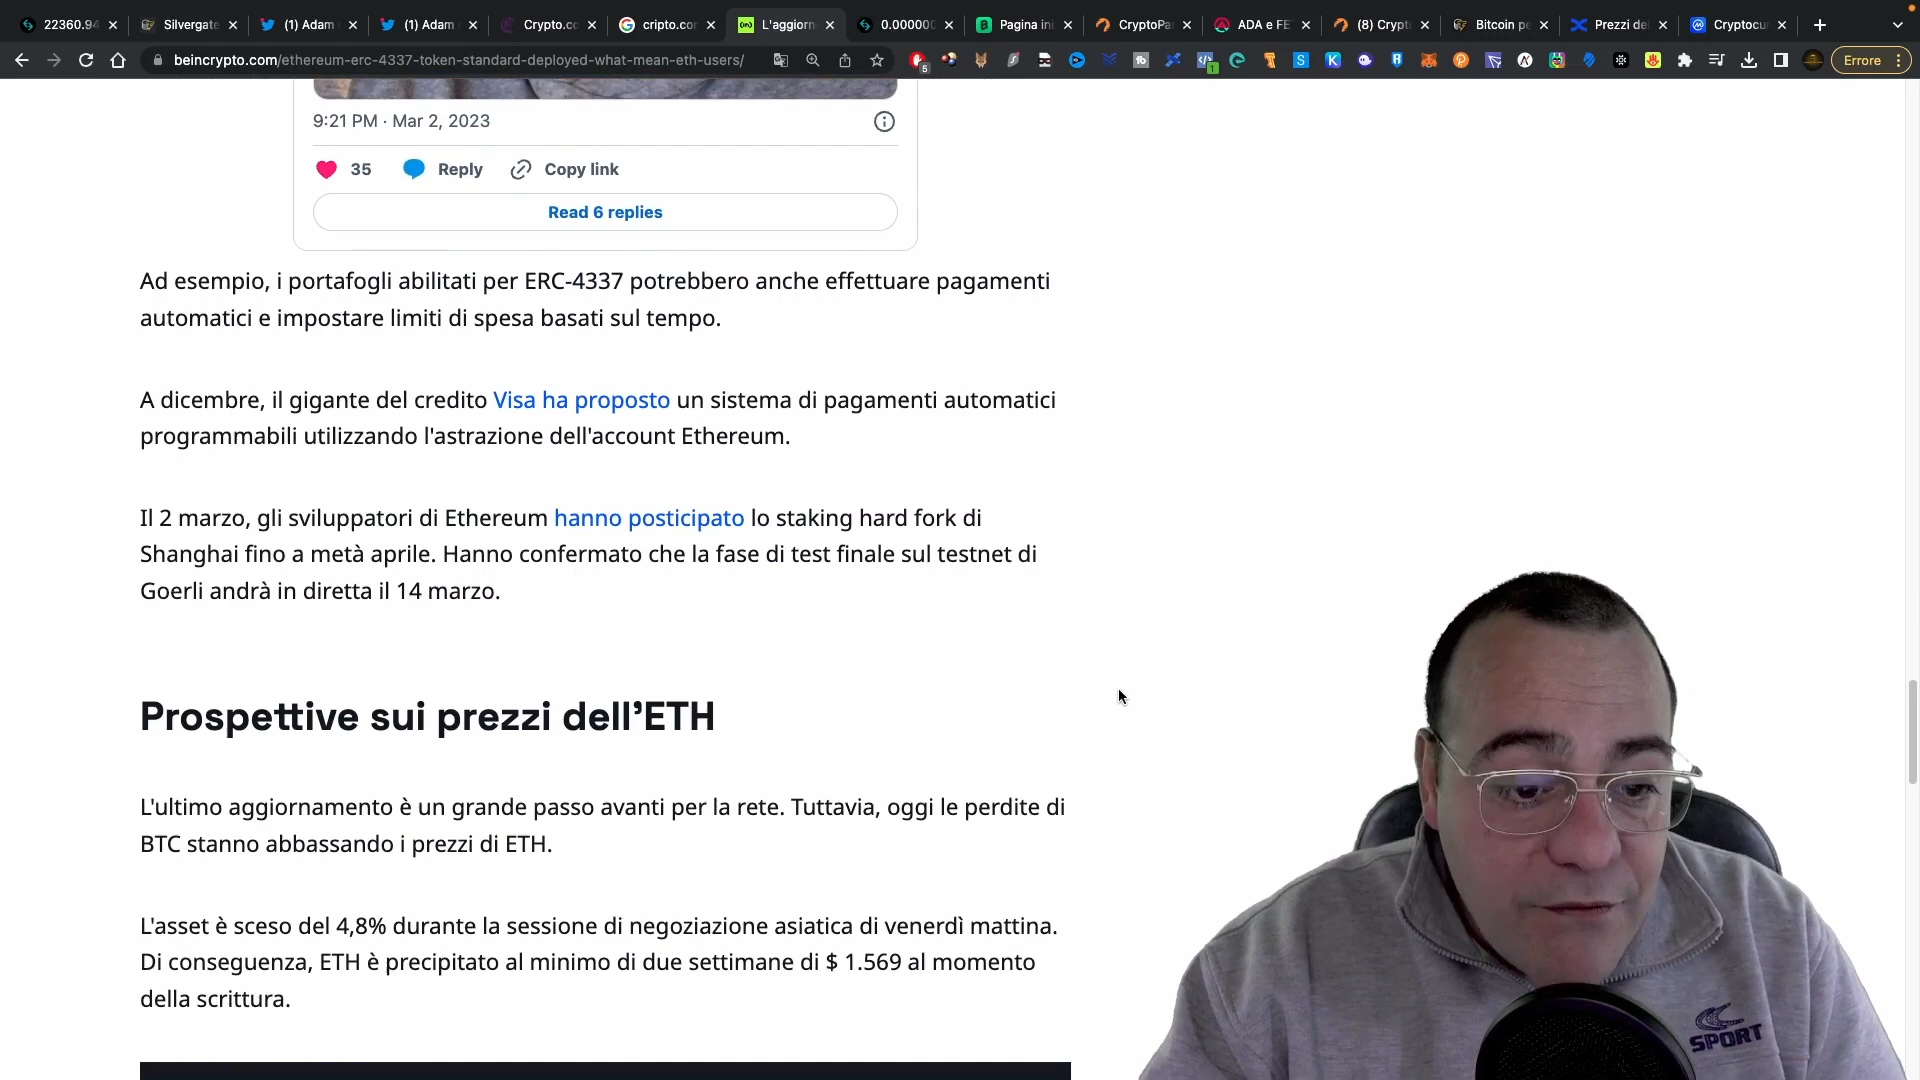 22360.94
Silvergate
(1) Adam
(1) Adam
Crypto.co
cripto.cor
L'aggiorn
0.000000
Pagina ini
CryptoPa
ADA e FE
(8) Crypt
Bitcoin pe
Prezzi de
Cryptocu
beincrypto.com/ethereum-erc-4337-token-standard-deployed-what-mean-eth-users/
Errore
9:21 PM · Mar 2, 2023
35 Reply Copy link
Read 6 replies
Ad esempio, i portafogli abilitati per ERC-4337 potrebbero anche effettuare pagamenti
automatici e impostare limiti di spesa basati sul tempo.
A dicembre, il gigante del credito Visa ha proposto un sistema di pagamenti automatici
programmabili utilizzando l'astrazione dell'account Ethereum.
Il 2 marzo, gli sviluppatori di Ethereum hanno posticipato lo staking hard fork di
Shanghai fino a metà aprile. Hanno confermato che la fase di test finale sul testnet di
Goerli andrà in diretta il 14 marzo.
Prospettive sui prezzi dell'ETH
L'ultimo aggiornamento è un grande passo avanti per la rete. Tuttavia, oggi le perdite di
BTC stanno abbassando i prezzi di ETH.
L'asset è sceso del 4,8% durante la sessione di negoziazione asiatica di venerdì mattina.
Di conseguenza, ETH è precipitato al minimo di due settimane di $ 1.569 al momento
della scrittura.
SPORT